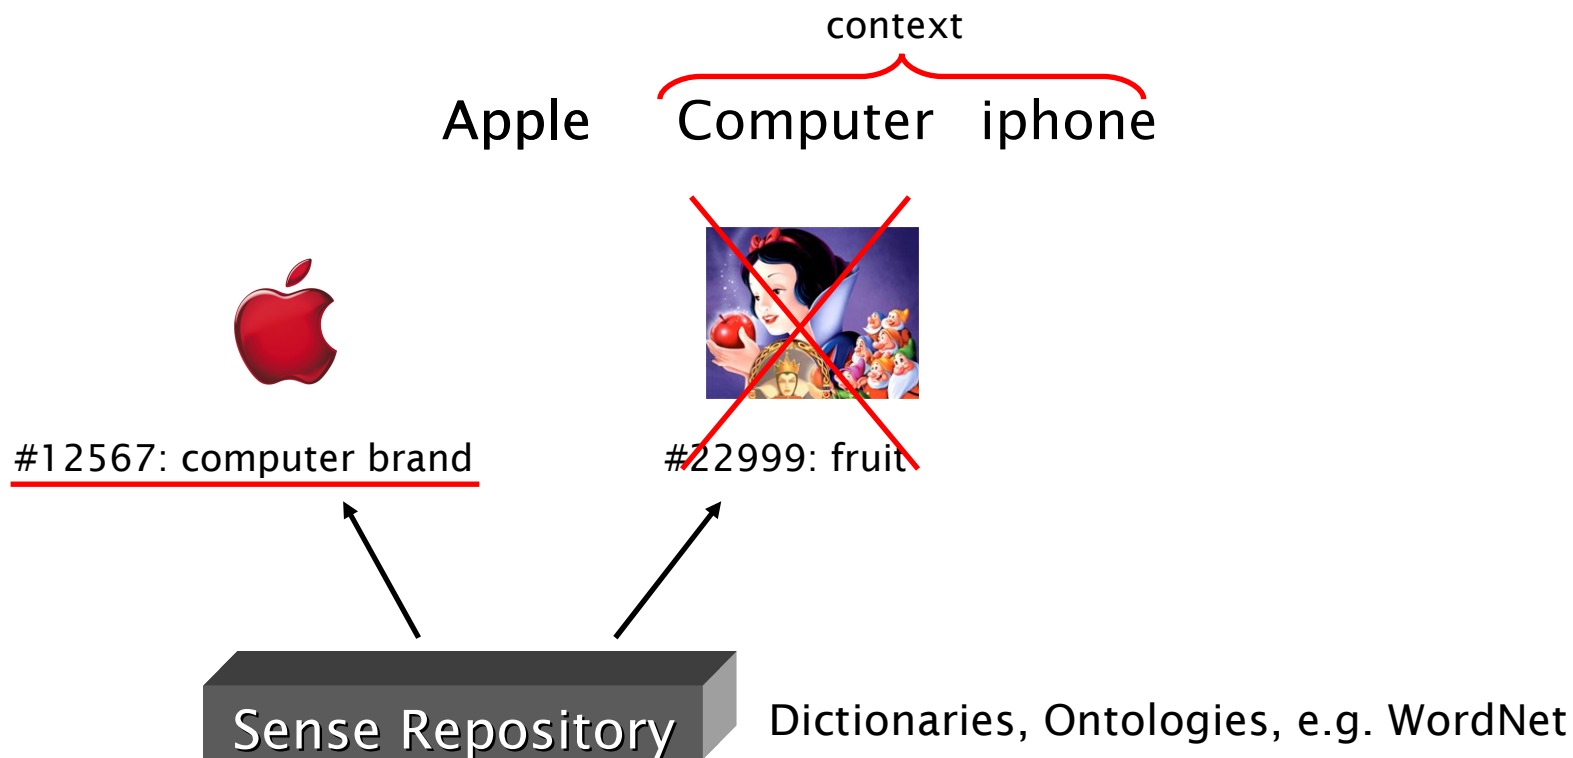 context
Apple Computer iphone
#12567: computer brand #22999: fruit
Sense Repository Dictionaries, Ontologies, e.g. WordNet